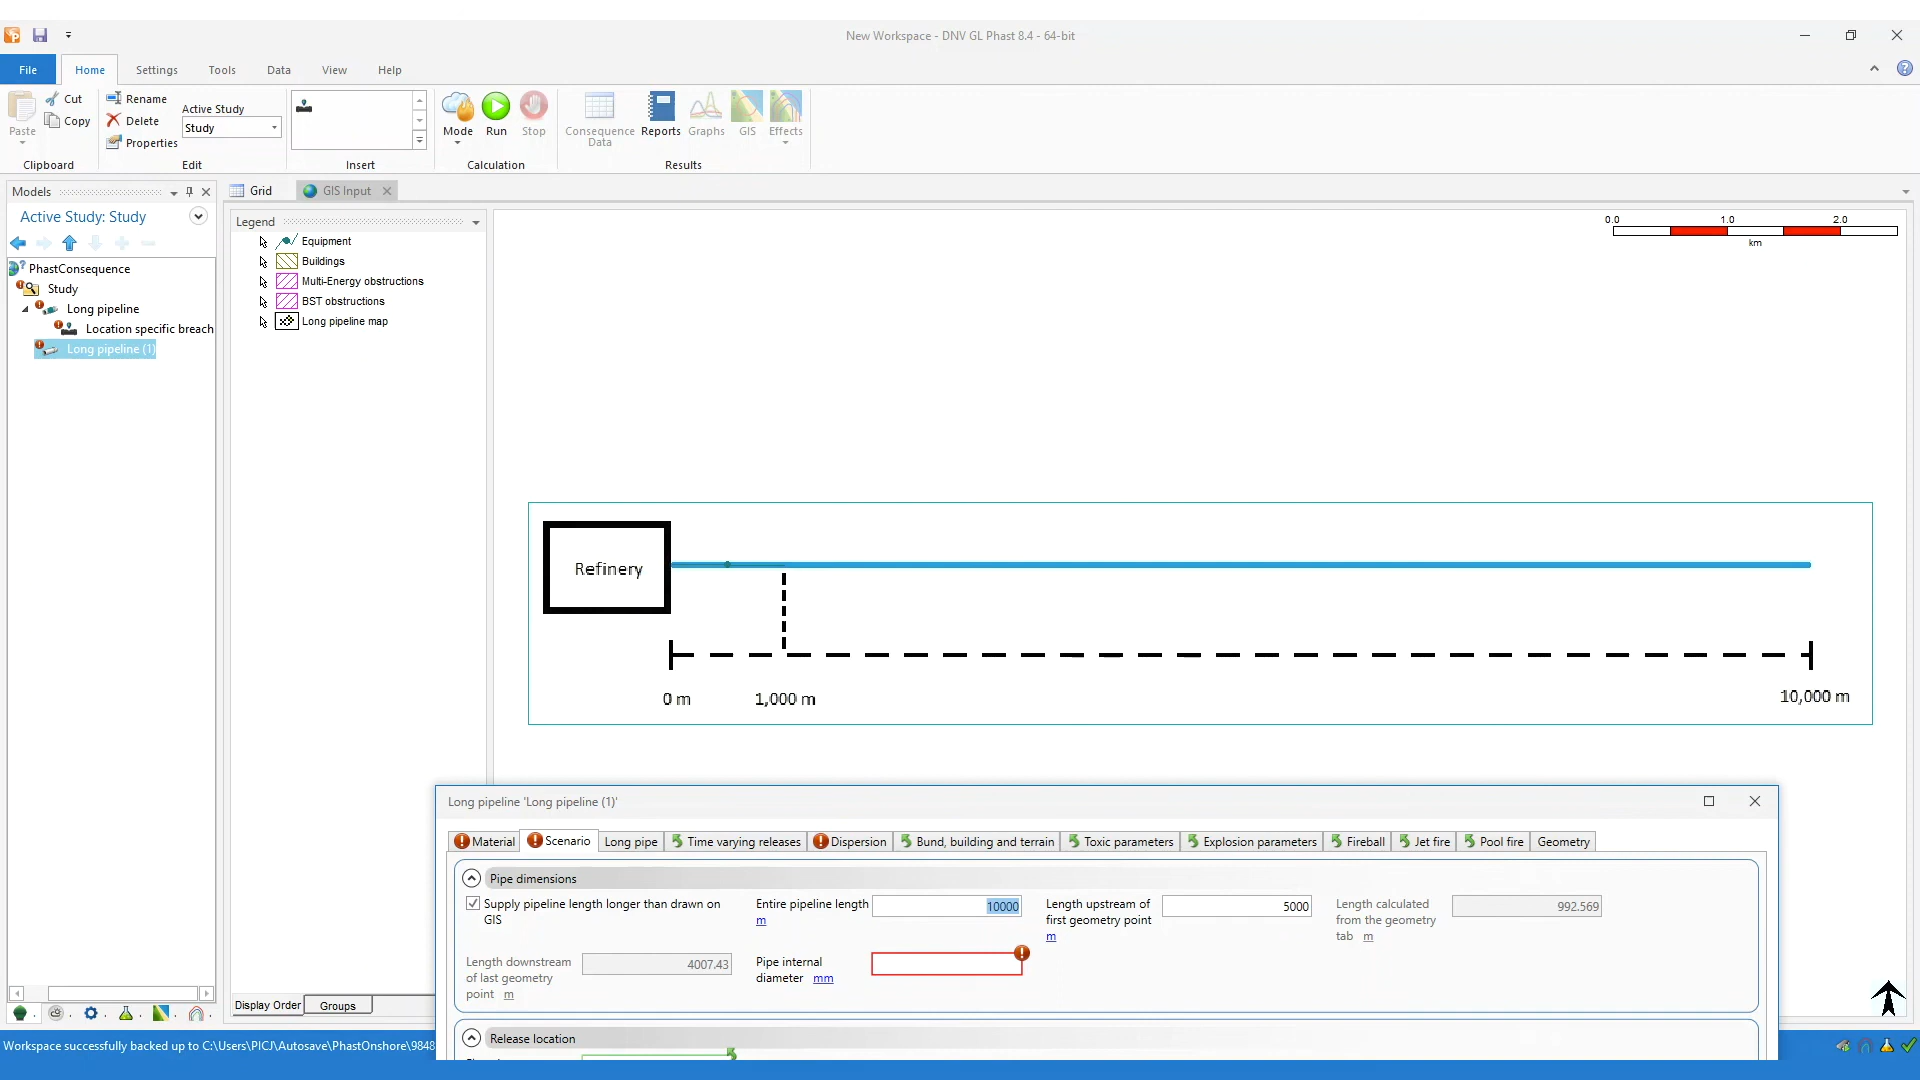 New Workspace - DNV GL Phast 8.4 - 64-bit
File Home Settings Tools Data View Help
Paste Cut Copy Rename Delete Properties Active Study Study
Mode Run Stop Consequence Data Reports Graphs GIS Effects
Clipboard Edit Insert Calculation Results
Models
Active Study: Study
PhastConsequence
Study
Long pipeline
Location specific breach
Long pipeline (1)
Grid GIS Input
Legend
Equipment
Buildings
Multi-Energy obstructions
BST obstructions
Long pipeline map
Display Order Groups
0.0 1.0 2.0
km
Refinery
0 m 1,000 m 10,000 m
Long pipeline 'Long pipeline (1)'
Material Scenario Long pipe Time varying releases Dispersion Bund, building and terrain Toxic parameters Explosion parameters Fireball Jet fire Pool fire Geometry
Pipe dimensions
Supply pipeline length longer than drawn on GIS
Entire pipeline length m 10000
Length upstream of first geometry point m 5000
Length calculated from the geometry tab m 992.569
Length downstream of last geometry point m 4007.43
Pipe internal diameter mm
Release location
Workspace successfully backed up to C:\Users\PICJ\Autosave\PhastOnshore\9848